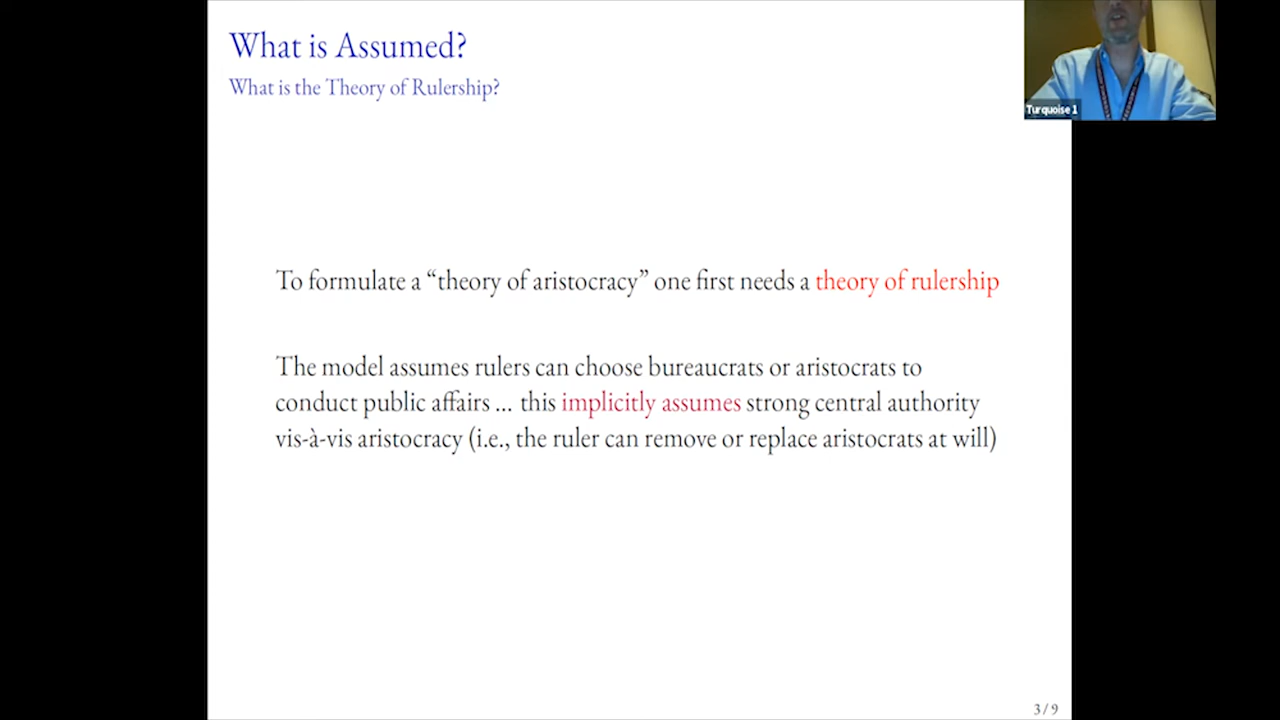 What is Assumed?
What is the Theory of Rulership?
Turquoise 1
To formulate a “theory of aristocracy” one first needs a theory of rulership
The model assumes rulers can choose bureaucrats or aristocrats to
conduct public affairs ... this implicitly assumes strong central authority
vis-à-vis aristocracy (i.e., the ruler can remove or replace aristocrats at will)
3 / 9